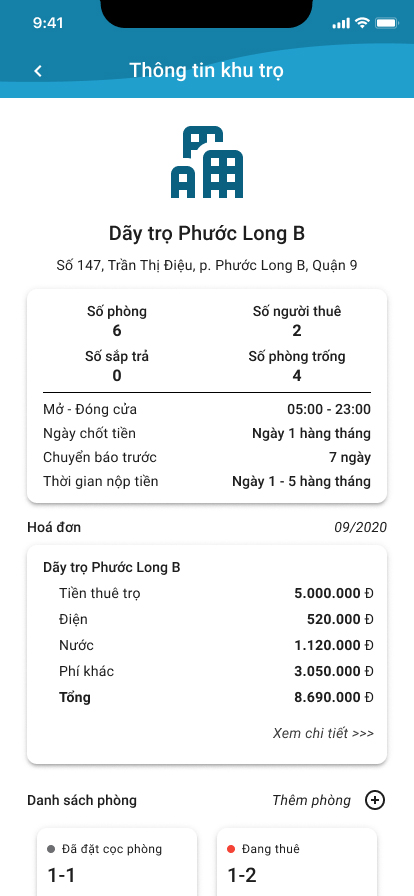 9:41
Thông tin khu trọ
Dãy trọ Phước Long B
Số 147, Trần Thị Điệu, p. Phước Long B, Quận 9
Số phòng Số người thuê
6 2
Số sắp trả Số phòng trống
0 4
Mở - Đóng cửa 05:00 - 23:00
Ngày chốt tiền Ngày 1 hàng tháng
Chuyển báo trước 7 ngày
Thời gian nộp tiền Ngày 1 - 5 hàng tháng
Hoá đơn 09/2020
Dãy trọ Phước Long B
Tiền thuê trọ 5.000.000 Đ
Điện 520.000 Đ
Nước 1.120.000 Đ
Phí khác 3.050.000 Đ
Tổng 8.690.000 Đ
Xem chi tiết >>>
Danh sách phòng Thêm phòng
Đã đặt cọc phòng Đang thuê
1-1 1-2